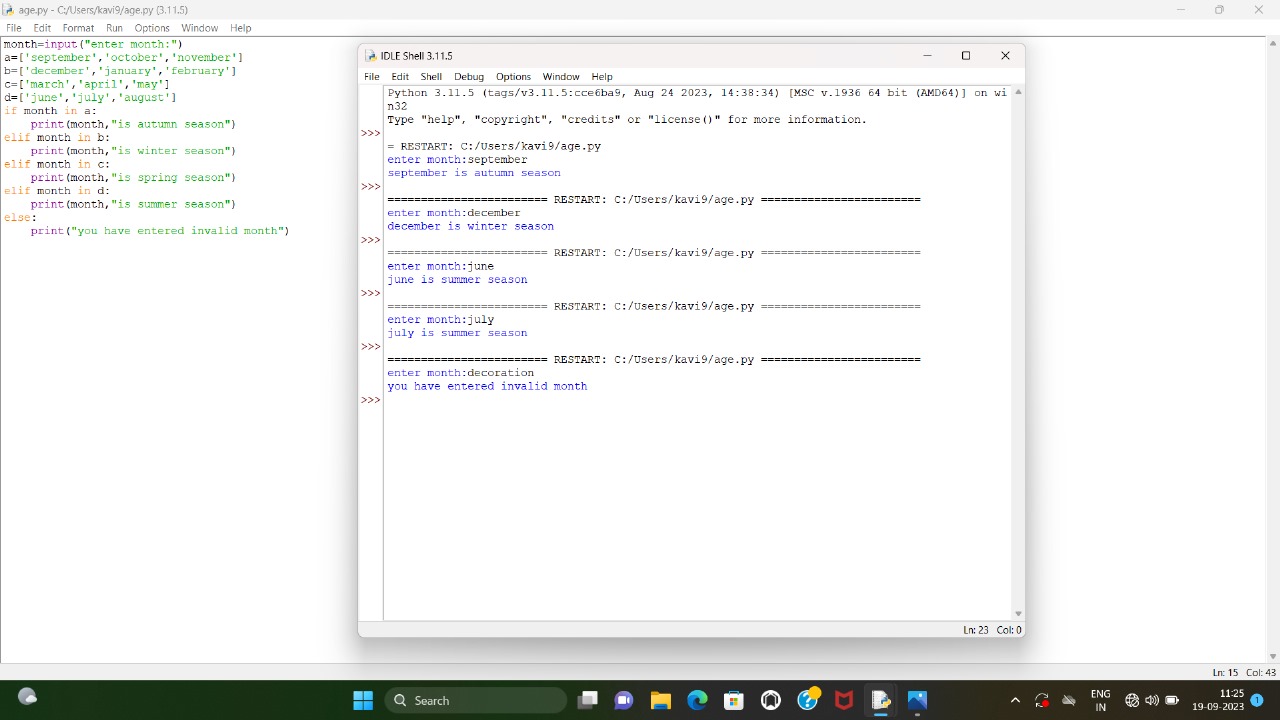 age.py - C:/Users/kavi9/age.py (3.11.5)
File Edit Format Run Options Window Help
month=input("enter month:")
a=['september','october','november']
b=['december','january','february']
c=['march','april','may']
d=['june','july','august']
if month in a:
    print(month,"is autumn season")
elif month in b:
    print(month,"is winter season")
elif month in c:
    print(month,"is spring season")
elif month in d:
    print(month,"is summer season")
else:
    print("you have entered invalid month")
IDLE Shell 3.11.5
File Edit Shell Debug Options Window Help
Python 3.11.5 (tags/v3.11.5:cce6ba9, Aug 24 2023, 14:38:34) [MSC v.1936 64 bit (AMD64)] on wi
n32
Type "help", "copyright", "credits" or "license()" for more information.
>>>
= RESTART: C:/Users/kavi9/age.py
enter month:september
september is autumn season
>>>
======================== RESTART: C:/Users/kavi9/age.py ========================
enter month:december
december is winter season
>>>
======================== RESTART: C:/Users/kavi9/age.py ========================
enter month:june
june is summer season
>>>
======================== RESTART: C:/Users/kavi9/age.py ========================
enter month:july
july is summer season
>>>
======================== RESTART: C:/Users/kavi9/age.py ========================
enter month:decoration
you have entered invalid month
>>>
Ln: 23 Col: 0
Ln: 15 Col: 43
Search
ENG
IN
11:25
19-09-2023
1